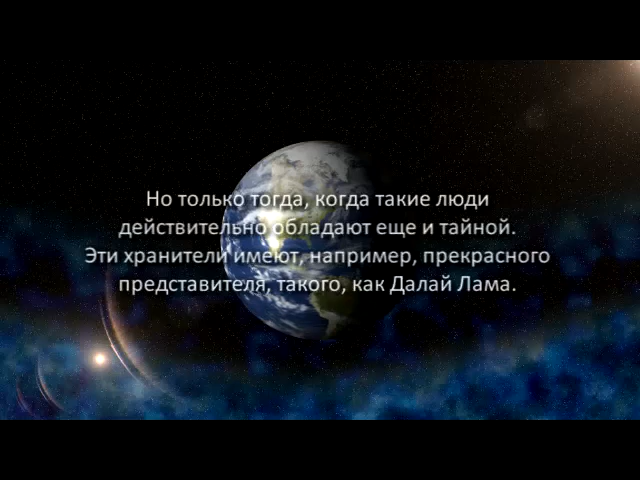 Но только тогда, когда такие люди
действительно обладают еще и тайной.
Эти хранители имеют, например, прекрасного
представителя, такого, как Далай Лама.